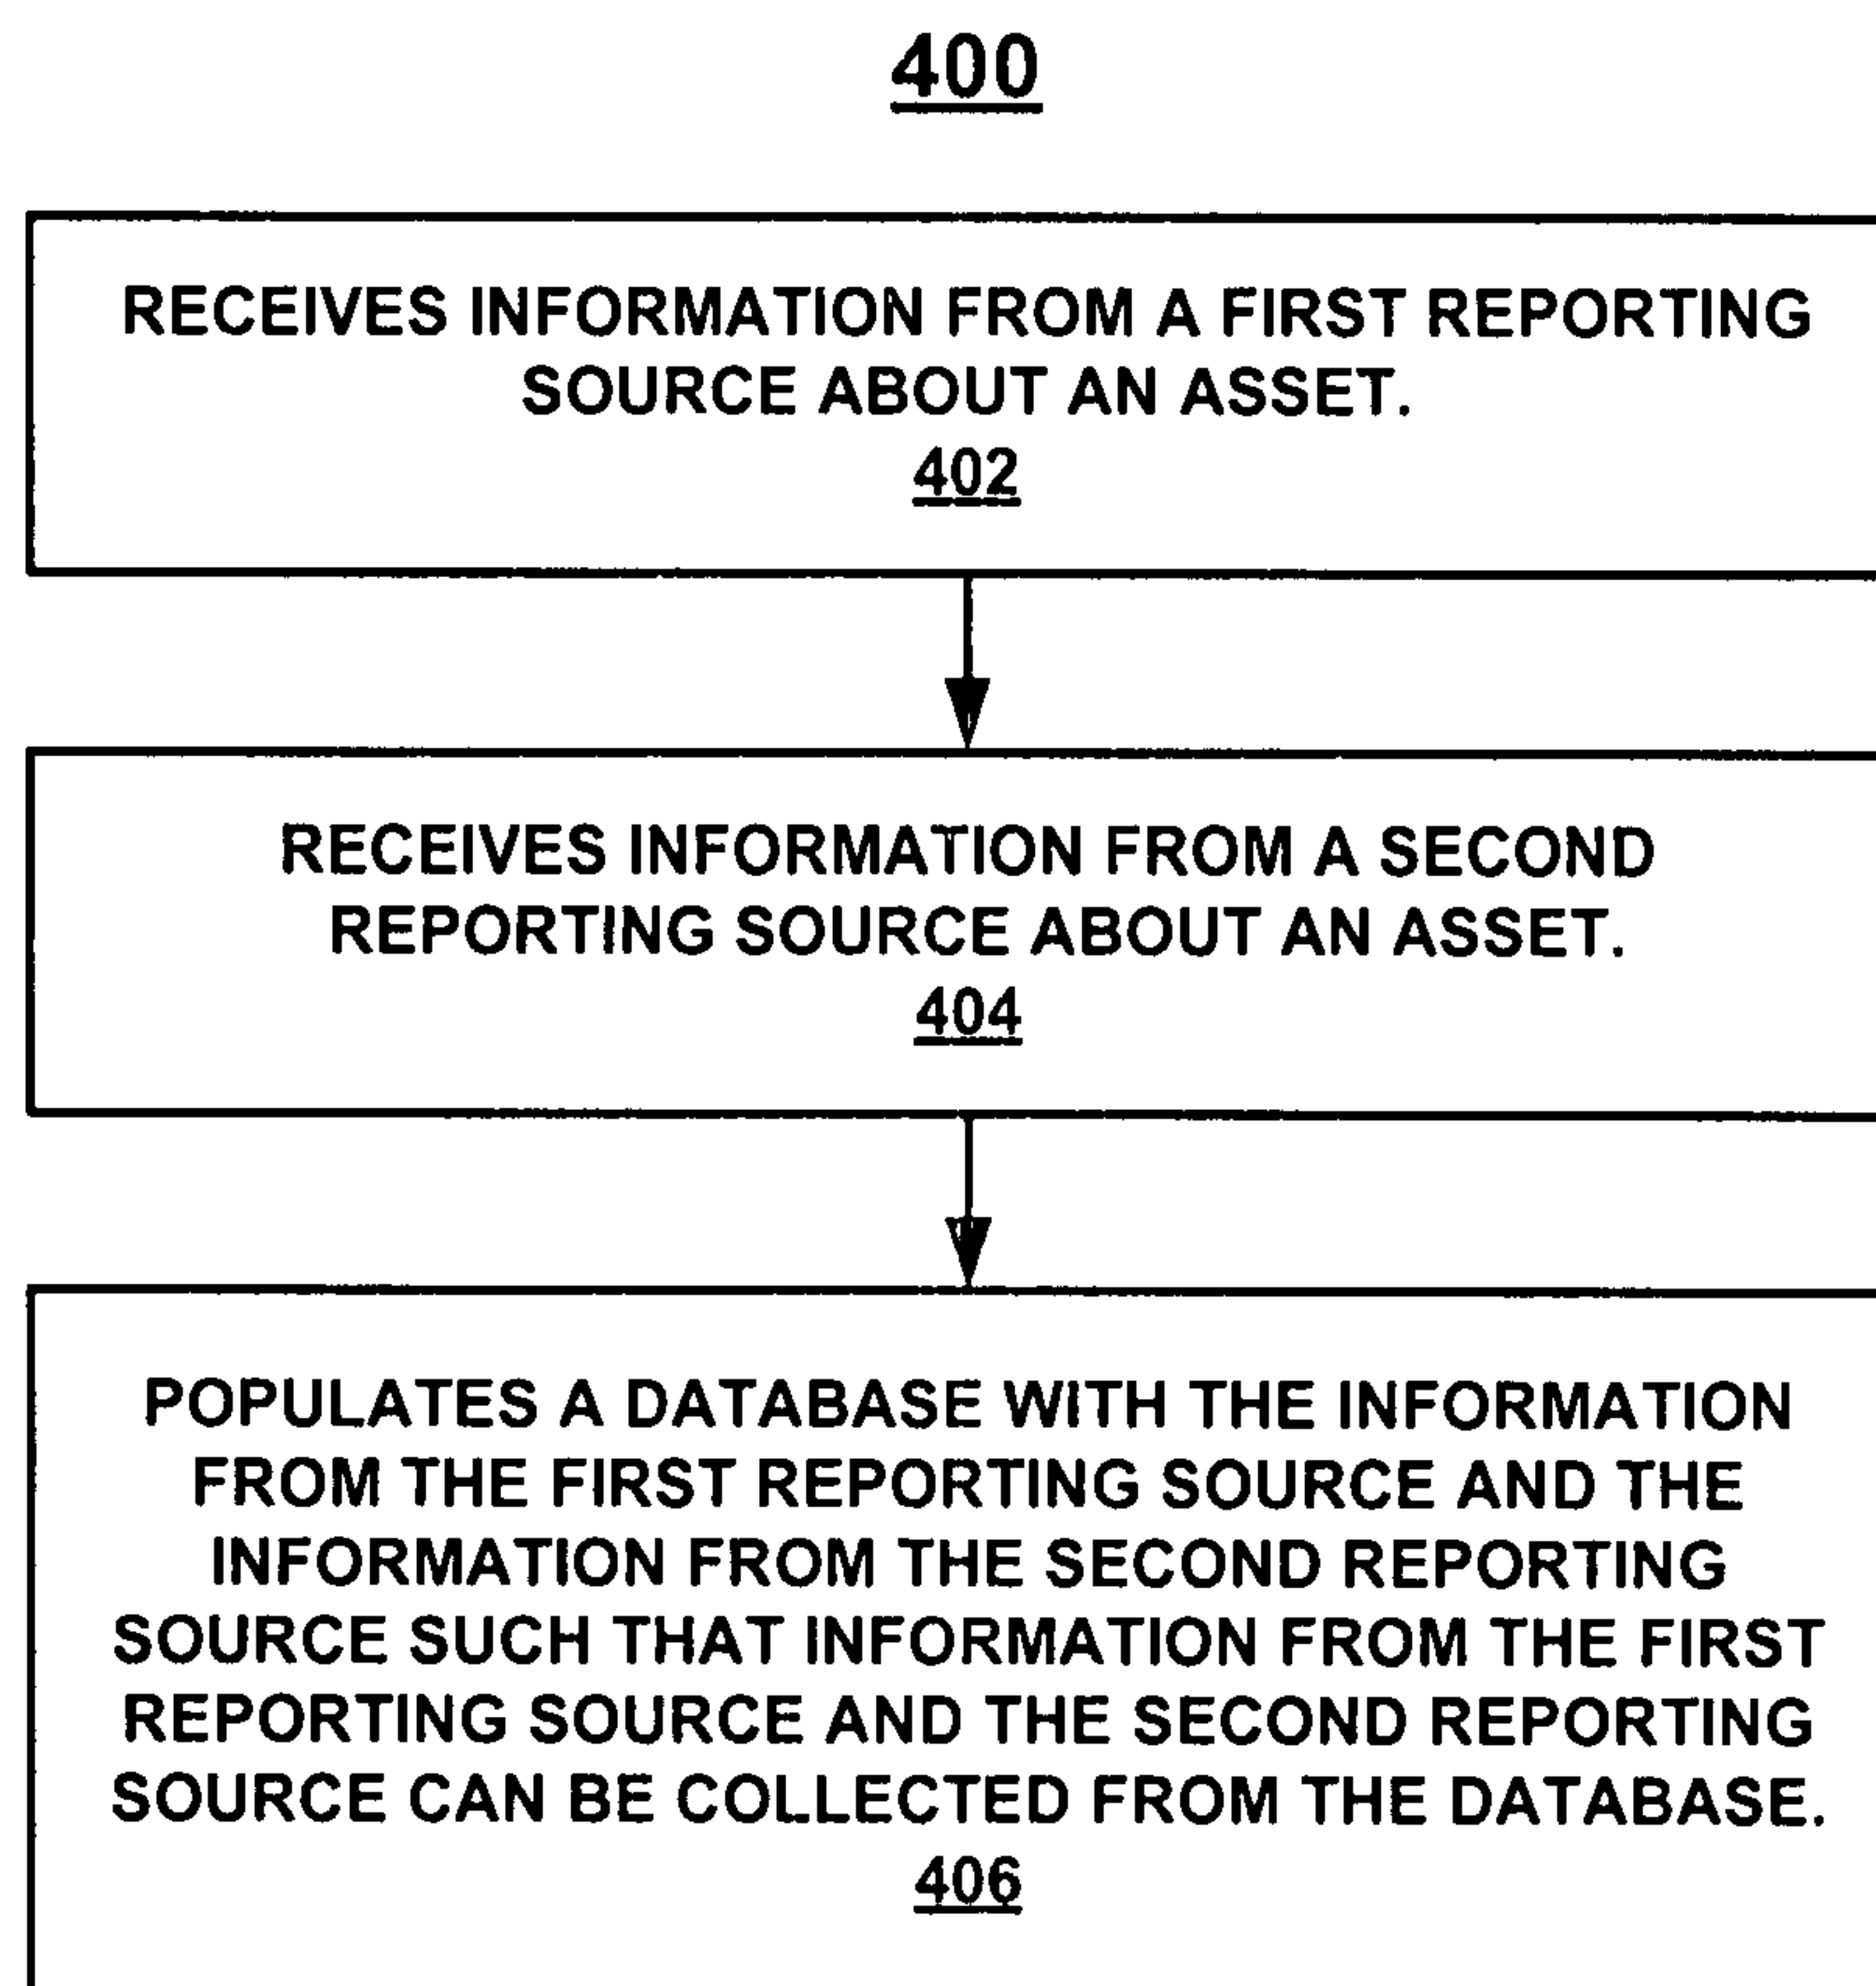 400
RECEIVES INFORMATION FROM A FIRST REPORTING
SOURCE ABOUT AN ASSET.
402
RECEIVES INFORMATION FROM A SECOND
REPORTING SOURCE ABOUT AN ASSET.
404
POPULATES A DATABASE WITH THE INFORMATION
FROM THE FIRST REPORTING SOURCE AND THE
INFORMATION FROM THE SECOND REPORTING
SOURCE SUCH THAT INFORMATION FROM THE FIRST
REPORTING SOURCE AND THE SECOND REPORTING
SOURCE CAN BE COLLECTED FROM THE DATABASE.
406